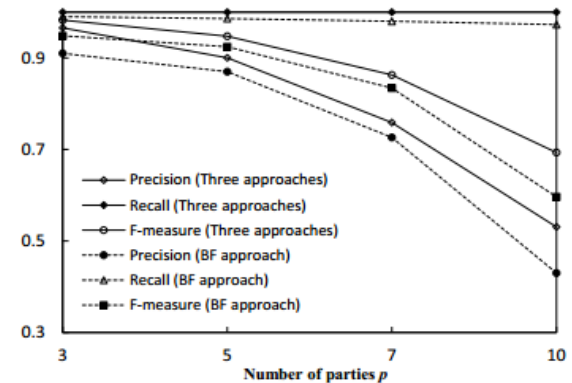 0.9
0.7
0.5
0.3
Precision (Three approaches)
Recall (Three approaches)
F-measure (Three approaches)
Precision (BF approach)
Recall (BF approach)
F-measure (BF approach)
3 5 7 10
Number of parties p